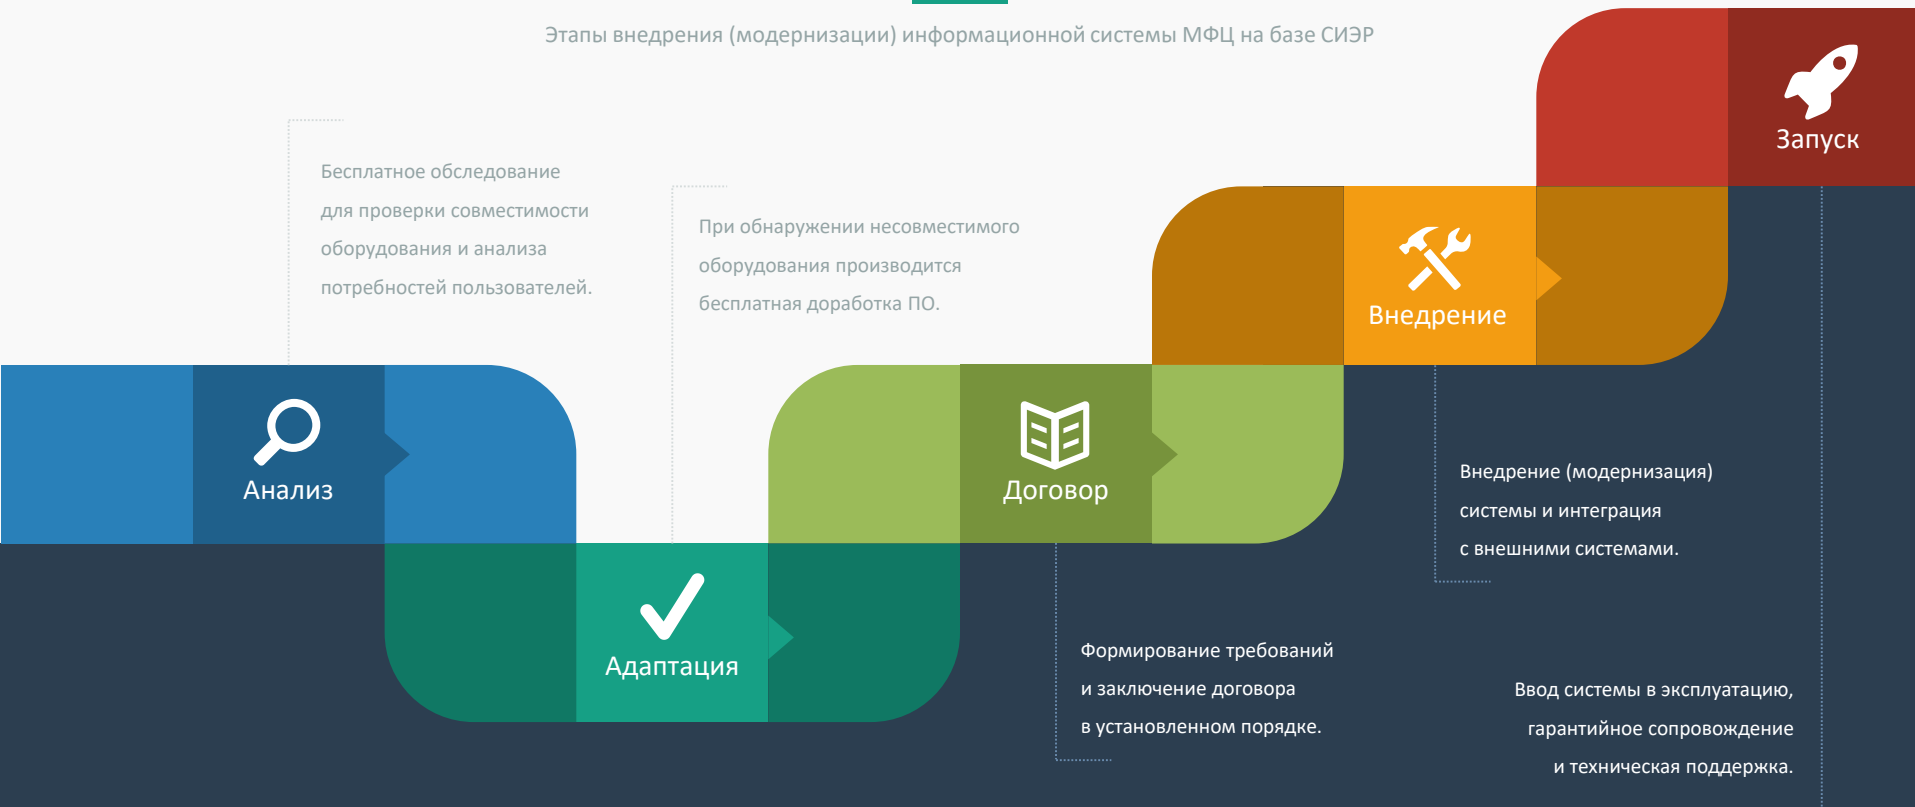 Этапы внедрения (модернизации) информационной системы МФЦ на базе СИЭР
Бесплатное обследование
для проверки совместимости
оборудования и анализа
потребностей пользователей.
Анализ
При обнаружении несовместимого
оборудования производится
бесплатная доработка ПО.
Адаптация
Договор
Формирование требований
и заключение договора
в установленном порядке.
Внедрение
Внедрение (модернизация)
системы и интеграция
с внешними системами.
Запуск
Ввод системы в эксплуатацию,
гарантийное сопровождение
и техническая поддержка.